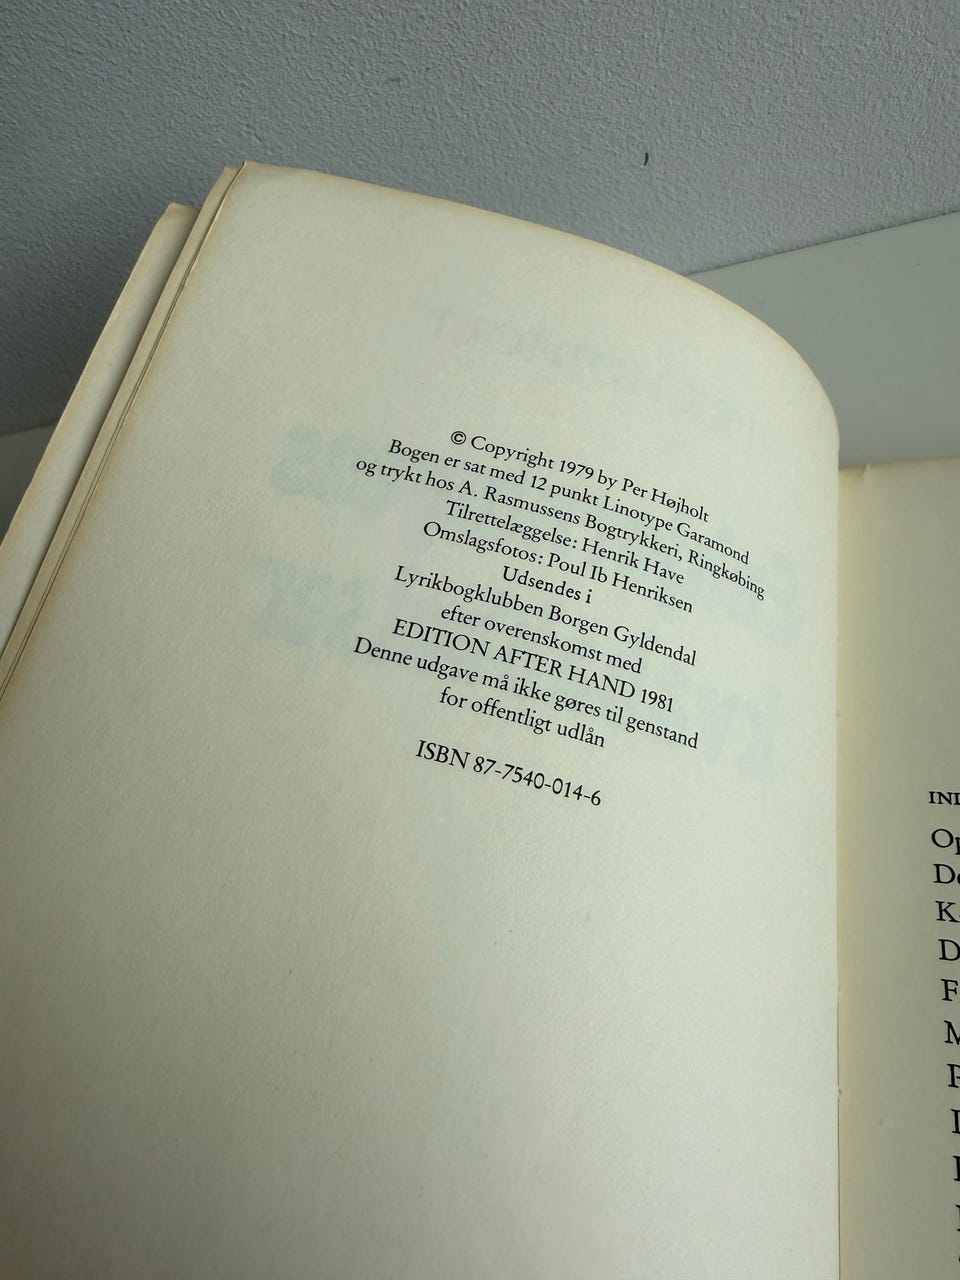 © Copyright 1979 by Per Højholt
Bogen er sat med 12 punkt Linotype Garamond
og trykt hos A. Rasmussens Bogtrykkeri, Ringkøbing
Tilrettelæggelse: Henrik Have
Omslagsfotos: Poul Ib Henriksen
Udsendes i
Lyrikbogklubben Borgen Gyldendal
efter overenskomst med
EDITION AFTER HAND 1981
Denne udgave må ikke gøres til genstand
for offentligt udlån
ISBN 87-7540-014-6